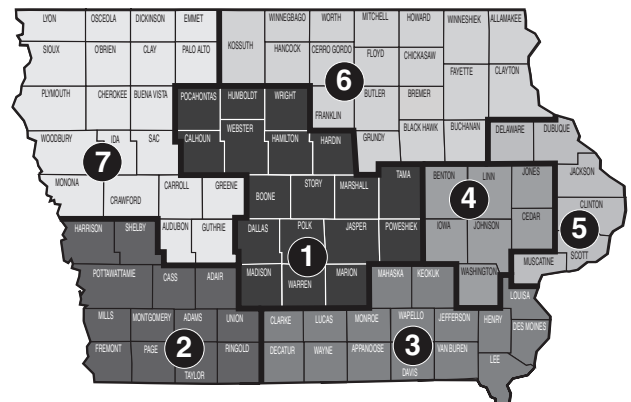 LYON OSCEOLA DICKINSON EMMET
WINNEGBAGO WORTH MITCHELL HOWARD WINNESHIEK ALLAMAKEE
KOSSUTH
SIOUX O'BRIEN CLAY PALO ALTO
HANCOCK CERRO GORDO FLOYD CHICKASAW
FAYETTE CLAYTON
6
PLYMOUTH CHEROKEE BUENA VISTA POCAHONTAS HUMBOLDT WRIGHT
FRANKLIN BUTLER BREMER
WEBSTER
BLACK HAWK BUCHANAN DELAWARE DUBUQUE
WOODBURY IDA SAC CALHOUN HAMILTON HARDIN GRUNDY
7
MONONA CRAWFORD CARROLL GREENE BOONE STORY MARSHALL TAMA BENTON LINN JONES JACKSON
4
CLINTON
HARRISON SHELBY AUDUBON GUTHRIE DALLAS POLK JASPER POWESHIEK IOWA JOHNSON CEDAR
5
SCOTT
1
MUSCATINE
POTTAWATTAMIE CASS ADAIR MADISON WARREN MARION MAHASKA KEOKUK WASHINGTON
LOUISA
MILLS MONTGOMERY ADAMS UNION CLARKE LUCAS MONROE WAPELLO JEFFERSON HENRY
DES MOINES
2
3
FREMONT PAGE TAYLOR RINGOLD DECATUR WAYNE APPANOOSE DAVIS VAN BUREN LEE